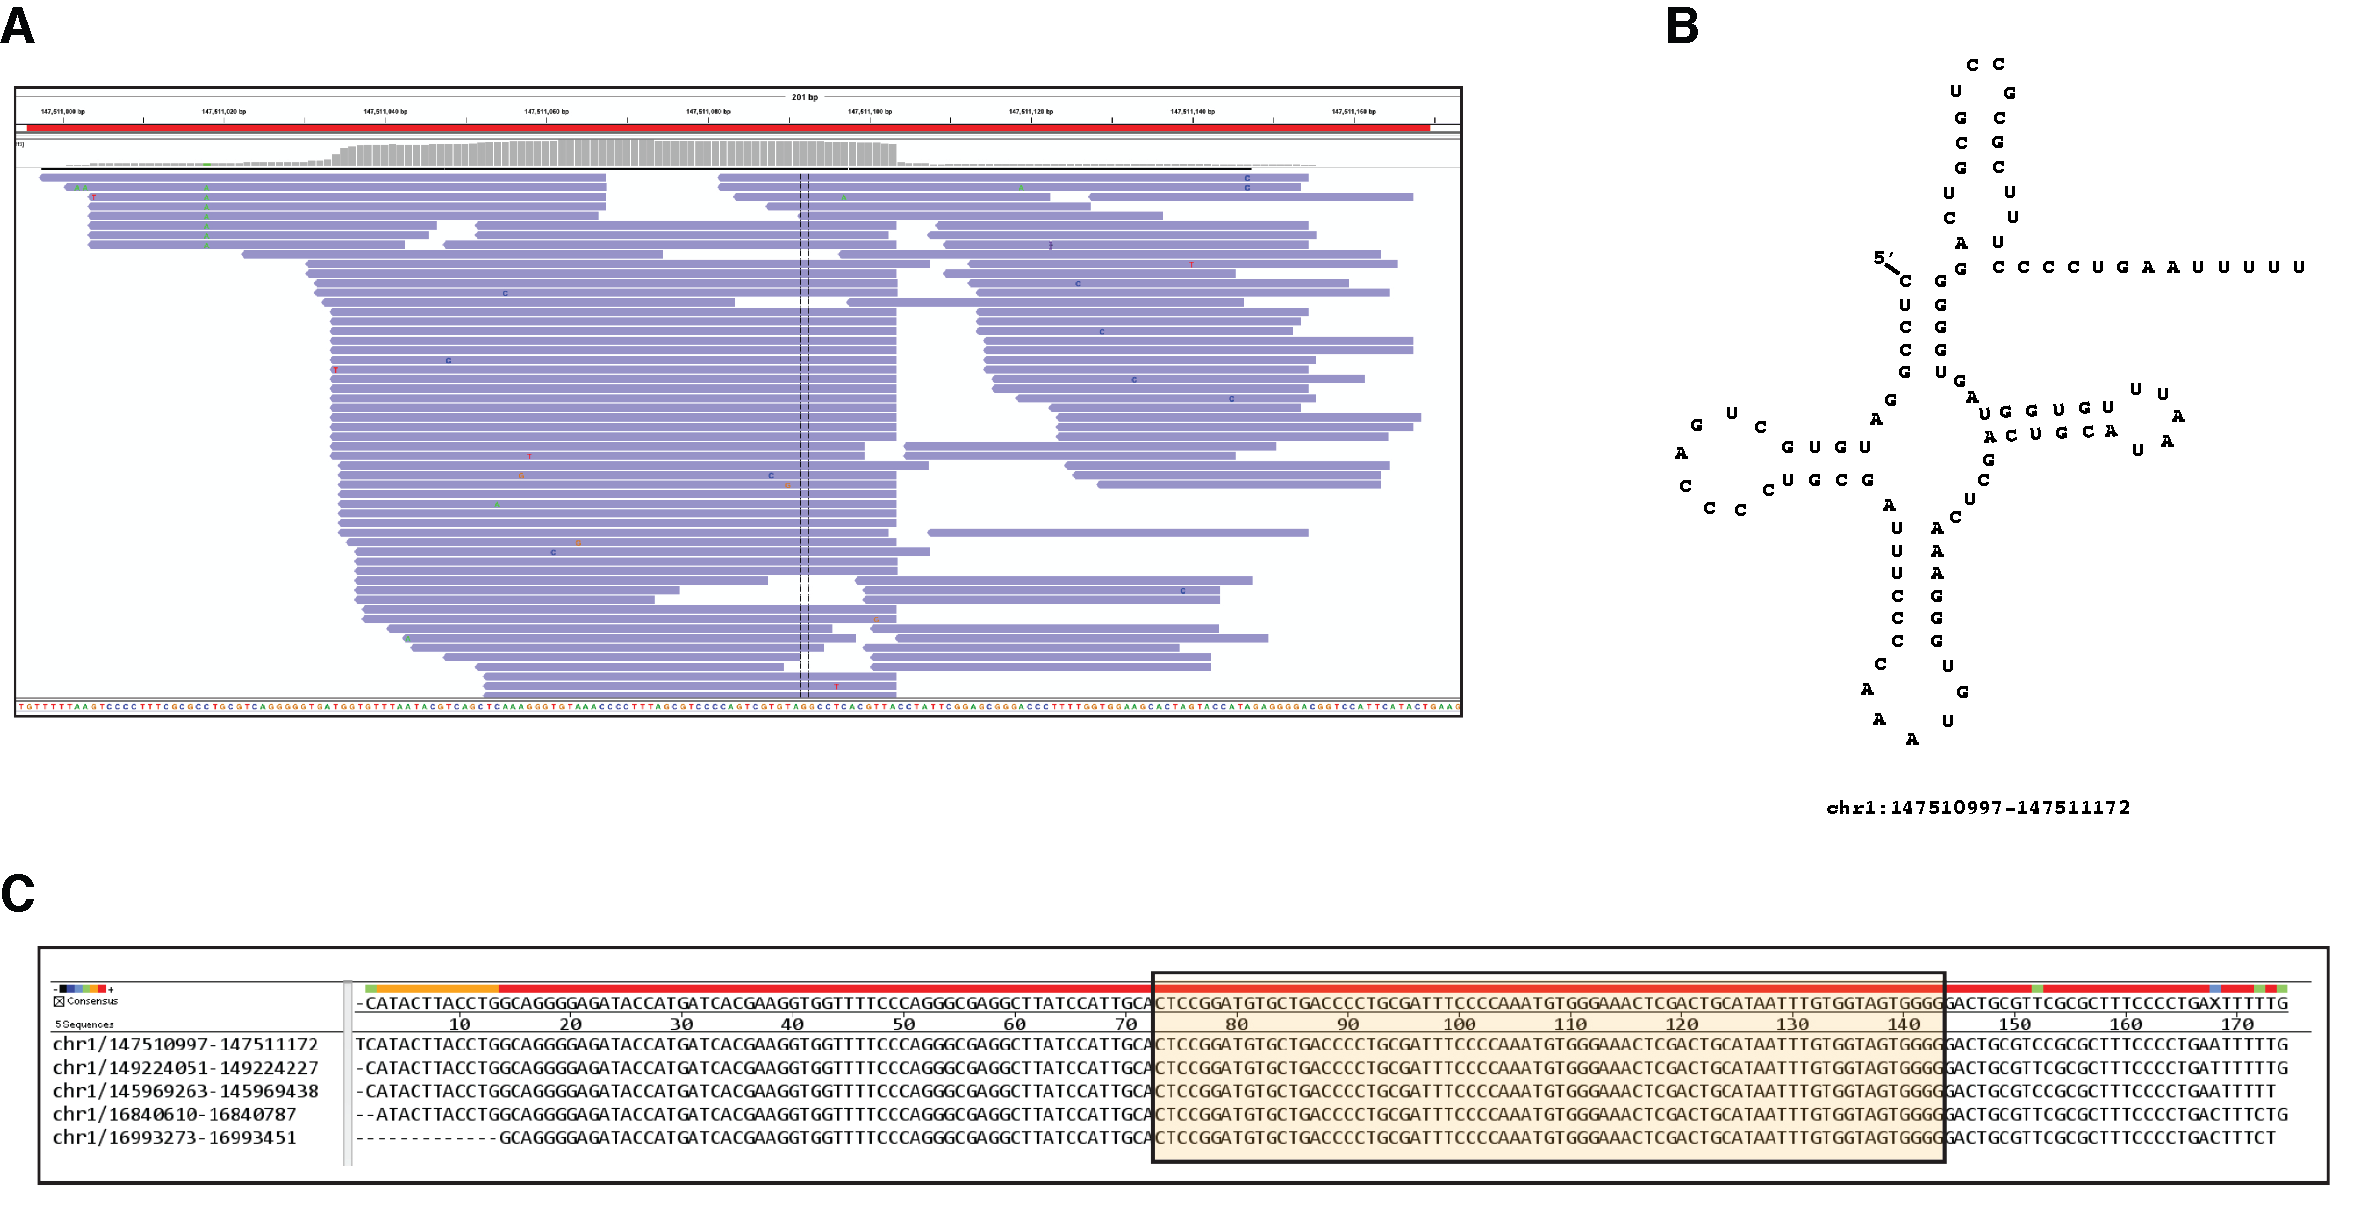 A
201 bp
147,511,000 bp 147,511,020 bp 147,511,040 bp 147,511,060 bp 147,511,080 bp 147,511,100 bp 147,511,120 bp 147,511,140 bp 147,511,160 bp
TGTTTTTAAGTCCCCTTTCGCGCCTGCGTCAGGGGGTGATGGTGTTTAATACGTCAGCTCAAAGGGTGTAAACCCCTTTAGCGTCCCCAGTCGTGTAGGCCTCACGTTACCTATTCGGAGCGGGACCCTTTTGGTGGAAGCACTAGTACCATAGAGGGGACGGTCCATTCATACTGAAG
B
C C
U G
G C
C G
G C
U U
C U
A U
5′
G C C C C U G A A U U U U U
C G
U G
C G
C G
G U
G G A
A U G G U G U U U A
A C U G C A U A
G U C G U G U
A C C C C U G C G
G C U C
A
U A
U A
U A
C G
C G
C G
C U
A G
A U
A
chr1:147510997-147511172
C
- +
Consensus
-CATACTTACCTGGCAGGGGAGATACCATGATCACGAAGGTGGTTTTCCCAGGGCGAGGCTTATCCATTGCACTCCGGATGTGCTGACCCCTGCGATTTCCCCAAATGTGGGAAACTCGACTGCATAATTTGTGGTAGTGGGGGACTGCGTTCGCGCTTTCCCCTGAXTTTTTG
5 Sequences 10 20 30 40 50 60 70 80 90 100 110 120 130 140 150 160 170
chr1/147510997-147511172 TCATACTTACCTGGCAGGGGAGATACCATGATCACGAAGGTGGTTTTCCCAGGGCGAGGCTTATCCATTGCACTCCGGATGTGCTGACCCCTGCGATTTCCCCAAATGTGGGAAACTCGACTGCATAATTTGTGGTAGTGGGGGACTGCGTCCGCGCTTTCCCCTGAATTTTTG
chr1/149224051-149224227 -CATACTTACCTGGCAGGGGAGATACCATGATCACGAAGGTGGTTTTCCCAGGGCGAGGCTTATCCATTGCACTCCGGATGTGCTGACCCCTGCGATTTCCCCAAATGTGGGAAACTCGACTGCATAATTTGTGGTAGTGGGGGACTGCGTTCGCGCTTTCCCCTGATTTTTTG
chr1/145969263-145969438 -CATACTTACCTGGCAGGGGAGATACCATGATCACGAAGGTGGTTTTCCCAGGGCGAGGCTTATCCATTGCACTCCGGATGTGCTGACCCCTGCGATTTCCCCAAATGTGGGAAACTCGACTGCATAATTTGTGGTAGTGGGGGACTGCGTCCGCGCTTTCCCCTGAATTTTT
chr1/16840610-16840787 --ATACTTACCTGGCAGGGGAGATACCATGATCACGAAGGTGGTTTTCCCAGGGCGAGGCTTATCCATTGCACTCCGGATGTGCTGACCCCTGCGATTTCCCCAAATGTGGGAAACTCGACTGCATAATTTGTGGTAGTGGGGGACTGCGTTCGCGCTTTCCCCTGACTTTCTG
chr1/16993273-16993451 -------------GCAGGGGAGATACCATGATCACGAAGGTGGTTTTCCCAGGGCGAGGCTTATCCATTGCACTCCGGATGTGCTGACCCCTGCGATTTCCCCAAATGTGGGAAACTCGACTGCATAATTTGTGGTAGTGGGGGACTGCGTTCGCGCTTTCCCCTGACTTTCT